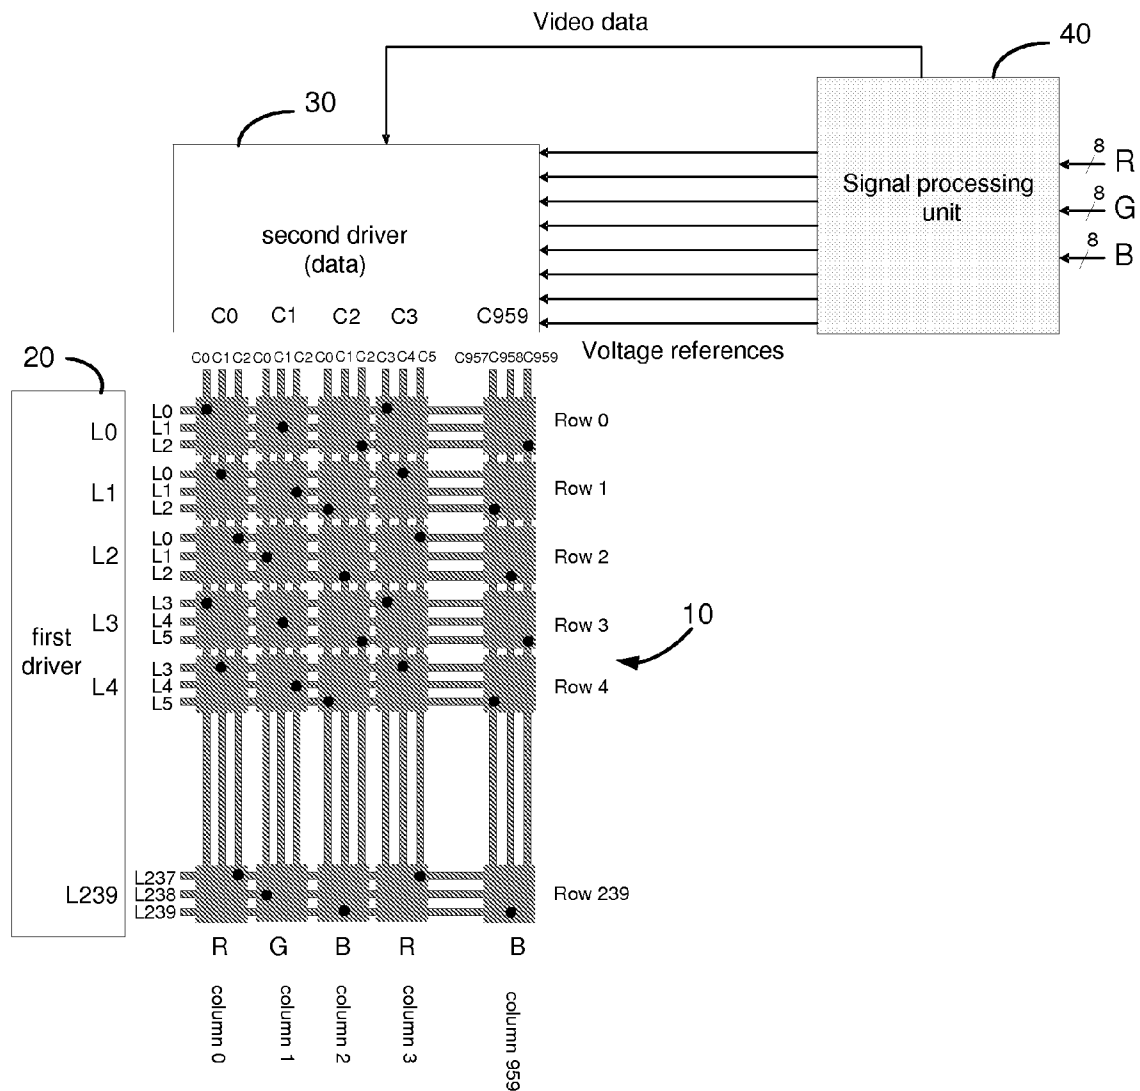 Video data
40
30
8
R
Signal processing
unit
8
G
8
B
second driver
(data)
C0 C1 C2 C3 C959
Voltage references
20
C0 C1 C2 C0 C1 C2 C0 C1 C2 C3 C4 C5 C957 C958 C959
L0
L0
L1
L2
Row 0
L1
L0
L1
L2
Row 1
L2
L0
L1
L2
Row 2
L3
L3
L4
L5
Row 3
10
first
driver
L4
L3
L4
L5
Row 4
L239
L237
L238
L239
Row 239
R G B R B
column 0
column 1
column 2
column 3
column 959